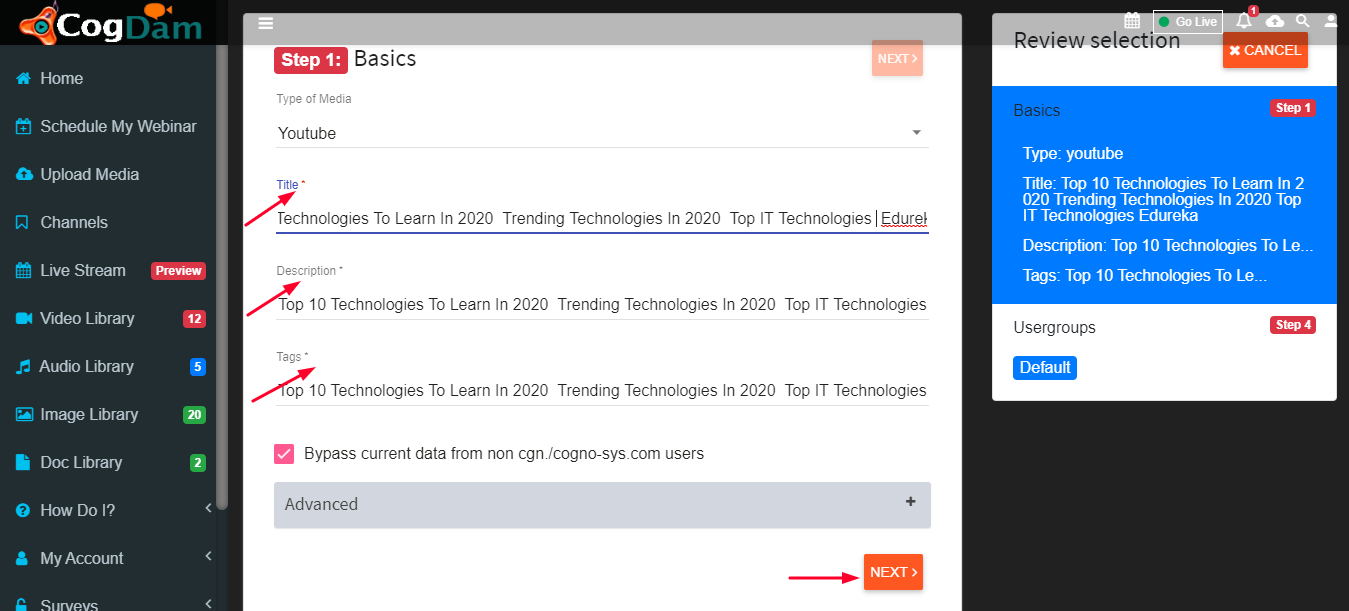 CogDam
Home
Schedule My Webinar
Upload Media
Channels
Live Stream Preview
Video Library 12
Audio Library 5
Image Library 20
Doc Library 2
How Do I?
My Account
Surveys
Step 1: Basics
NEXT
Type of Media
Youtube
Title *
Technologies To Learn In 2020 Trending Technologies In 2020 Top IT Technologies Edurek
Description *
Top 10 Technologies To Learn In 2020 Trending Technologies In 2020 Top IT Technologies
Tags *
Top 10 Technologies To Learn In 2020 Trending Technologies In 2020 Top IT Technologies
Bypass current data from non cgn./cogno-sys.com users
Advanced +
NEXT
Go Live 1
Review selection
CANCEL
Basics Step 1
Type: youtube
Title: Top 10 Technologies To Learn In 2
020 Trending Technologies In 2020 Top
IT Technologies Edureka
Description: Top 10 Technologies To Le...
Tags: Top 10 Technologies To Le...
Usergroups Step 4
Default